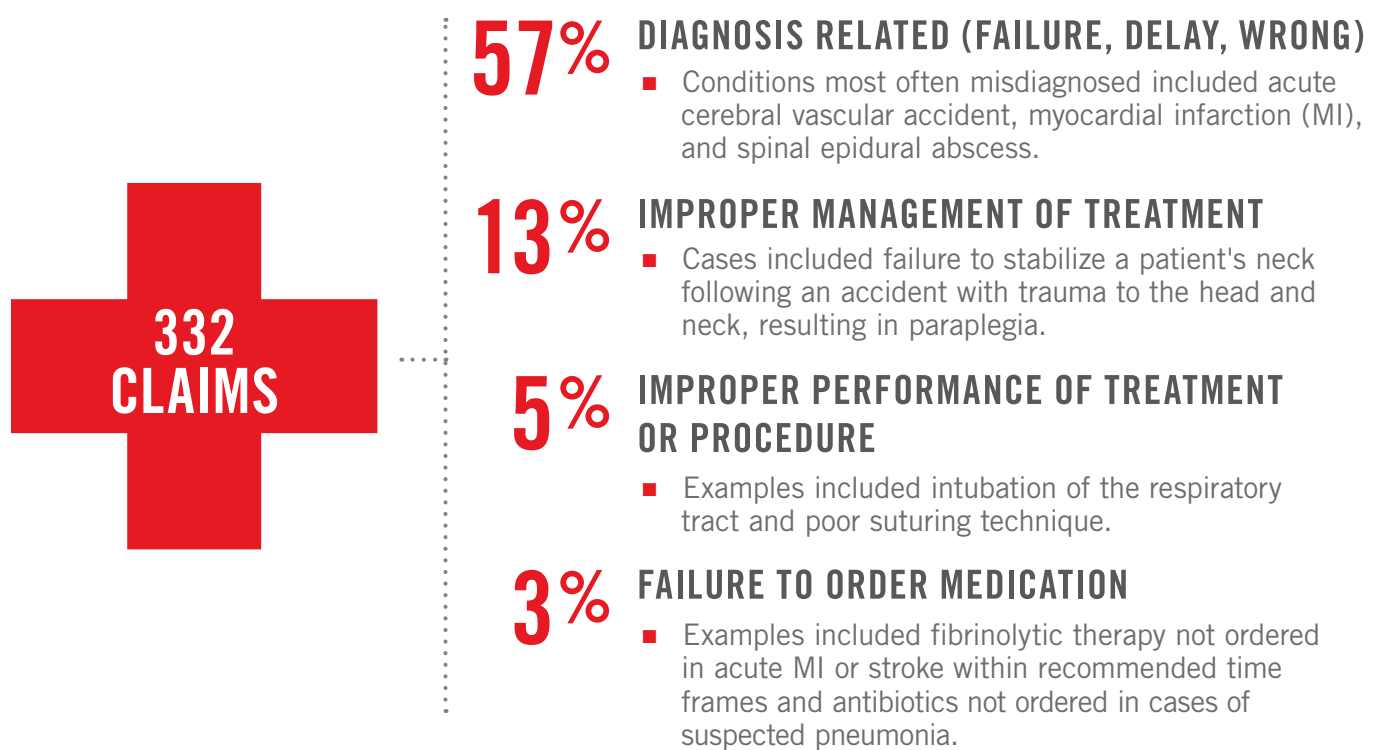 332
CLAIMS
57% DIAGNOSIS RELATED (FAILURE, DELAY, WRONG)
■ Conditions most often misdiagnosed included acute
cerebral vascular accident, myocardial infarction (MI),
and spinal epidural abscess.
13% IMPROPER MANAGEMENT OF TREATMENT
■ Cases included failure to stabilize a patient's neck
following an accident with trauma to the head and
neck, resulting in paraplegia.
5% IMPROPER PERFORMANCE OF TREATMENT
OR PROCEDURE
■ Examples included intubation of the respiratory
tract and poor suturing technique.
3% FAILURE TO ORDER MEDICATION
■ Examples included fibrinolytic therapy not ordered
in acute MI or stroke within recommended time
frames and antibiotics not ordered in cases of
suspected pneumonia.